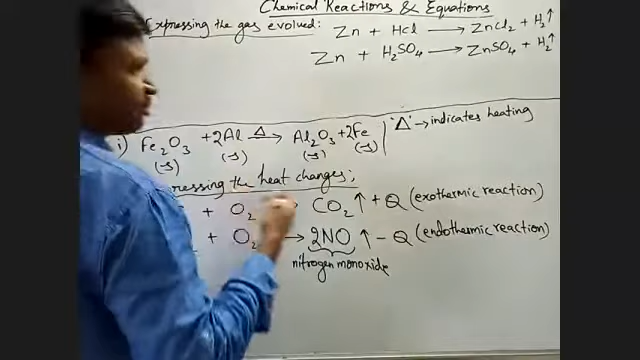 Chemical Reactions & Equations
Expressing the gas evolved: Zn + HCl → ZnCl₂ + H₂↑
Zn + H₂SO₄ → ZnSO₄ + H₂↑
i) Fe₂O₃ + 2Al —Δ→ Al₂O₃ + 2Fe | 'Δ' → indicates heating
(s) (s) (s) (s)
the heat changes;
+ O₂ → CO₂↑ + Q (exothermic reaction)
+ O₂ → 2NO↑ - Q (endothermic reaction)
nitrogen monoxide